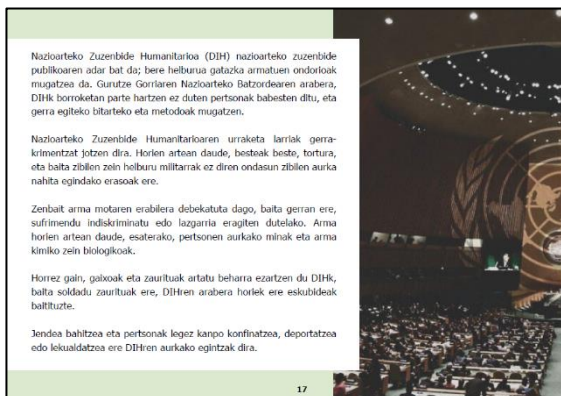 Nazioarteko Zuzenbide Humanitarioa (DIH) nazioarteko zuzenbide
publikoaren adar bat da; bere helburua gatazka armatuen ondorioak
mugatzea da. Gurutze Gorriaren Nazioarteko Batzordearen arabera,
DIHk borroketan parte hartzen ez duten pertsonak babesten ditu, eta
gerra egiteko bitarteko eta metodoak mugatzen.
Nazioarteko Zuzenbide Humanitarioaren urraketa larriak gerra-
krimentzat jotzen dira. Horien artean daude, besteak beste, tortura,
eta baita zibilen zein helburu militarrak ez diren ondasun zibilen aurka
nahita egindako erasoak ere.
Zenbait arma motaren erabilera debekatuta dago, baita gerran ere,
sufrimendu indiskriminatu edo lazgarria eragiten dutelako. Arma
horien artean daude, esaterako, pertsonen aurkako minak eta arma
kimiko zein biologikoak.
Horrez gain, gaixoak eta zaurituak artatu beharra ezartzen du DIHk,
baita soldadu zaurituak ere, DIHren arabera horiek ere eskubideak
baitituzte.
Jendea bahitzea eta pertsonak legez kanpo konfinatzea, deportatzea
edo lekualdatzea ere DIHren aurkako egintzak dira.
17